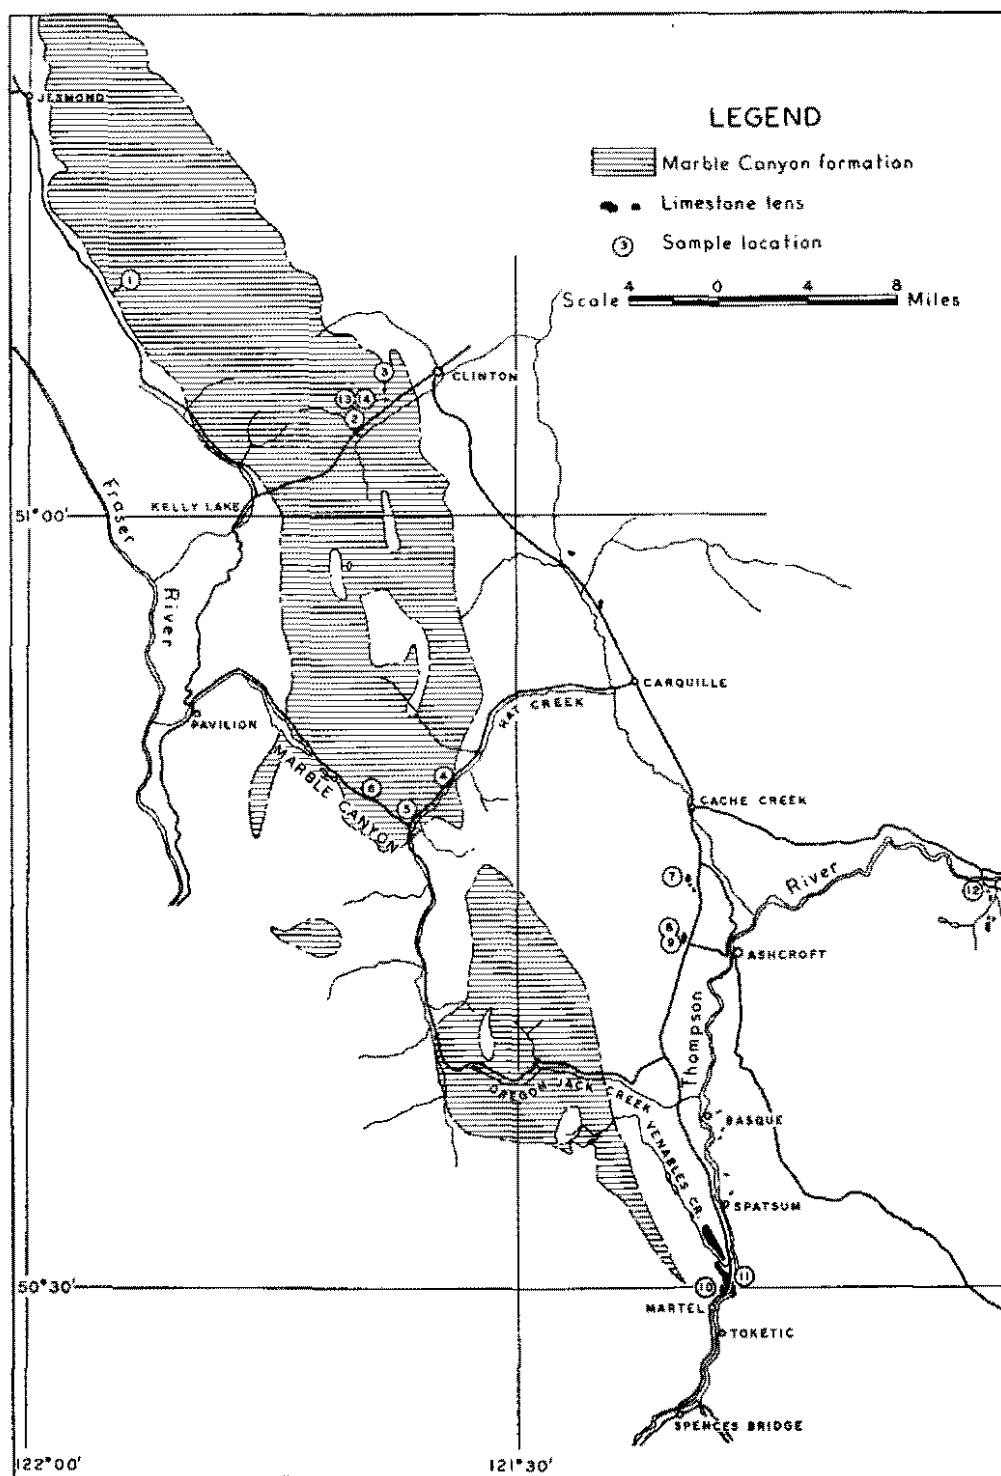 JESMOND
LEGEND
Marble Canyon formation
Limestone lens
3 Sample location
4 0 4 8
Scale Miles
1
3
CLINTON
13 14
2
KELLY LAKE
51°00'
Fraser
River
CARQUILLE
HAT CREEK
PAVILION
MARBLE CANYON
4
6
5
CACHE CREEK
River
7
12
8
9
ASHCROFT
Thompson
OREGON JACK CREEK
BASQUE
VENABLES CR.
SPATSUM
50°30'
10
11
MARTEL
TOKETIC
SPENCES BRIDGE
122°00'
121°30'